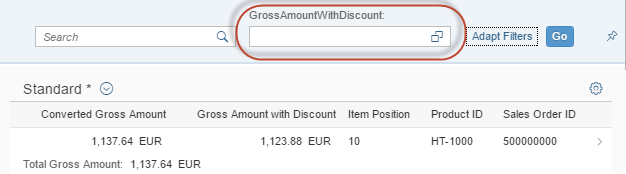 GrossAmountWithDiscount:
Search Adapt Filters Go
Standard *
Converted Gross Amount Gross Amount with Discount Item Position Product ID Sales Order ID
1,137.64 EUR 1,123.88 EUR 10 HT-1000 500000000
Total Gross Amount: 1,137.64 EUR